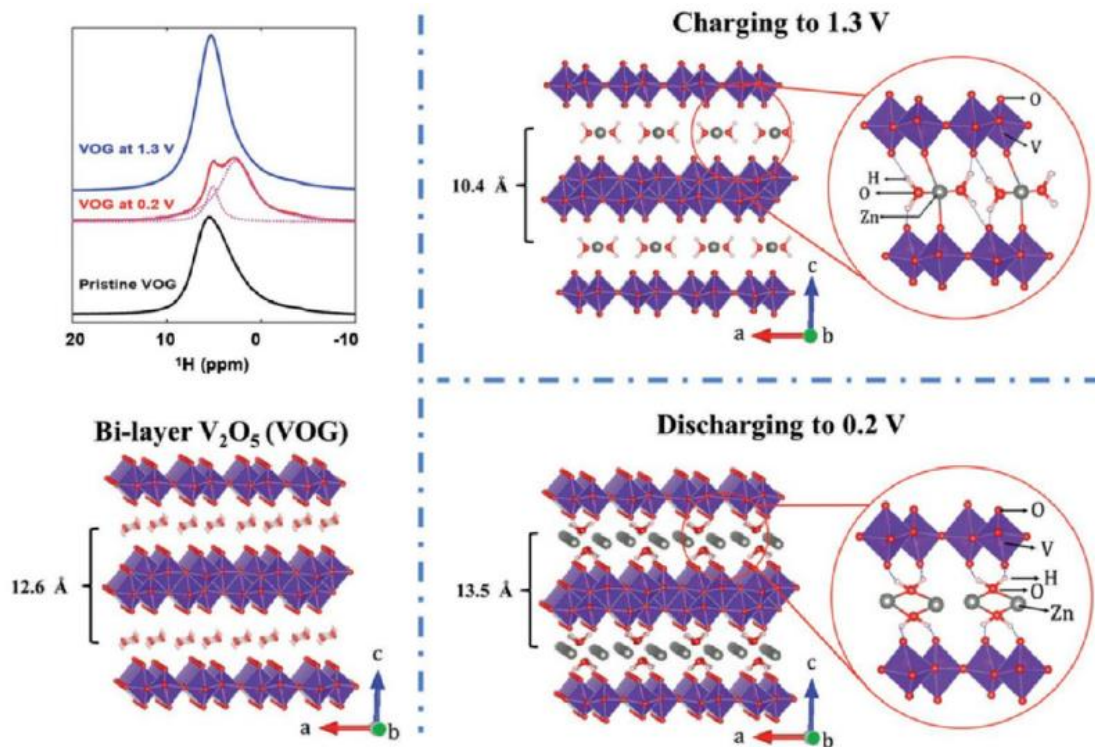 VOG at 1.3 V
VOG at 0.2 V
Pristine VOG
20 10 0 -10
¹H (ppm)
Charging to 1.3 V
10.4 Å
O
V
H
O
Zn
c
a b
Bi-layer V₂O₅ (VOG)
12.6 Å
c
a b
Discharging to 0.2 V
13.5 Å
O
V
H
O
Zn
c
a b